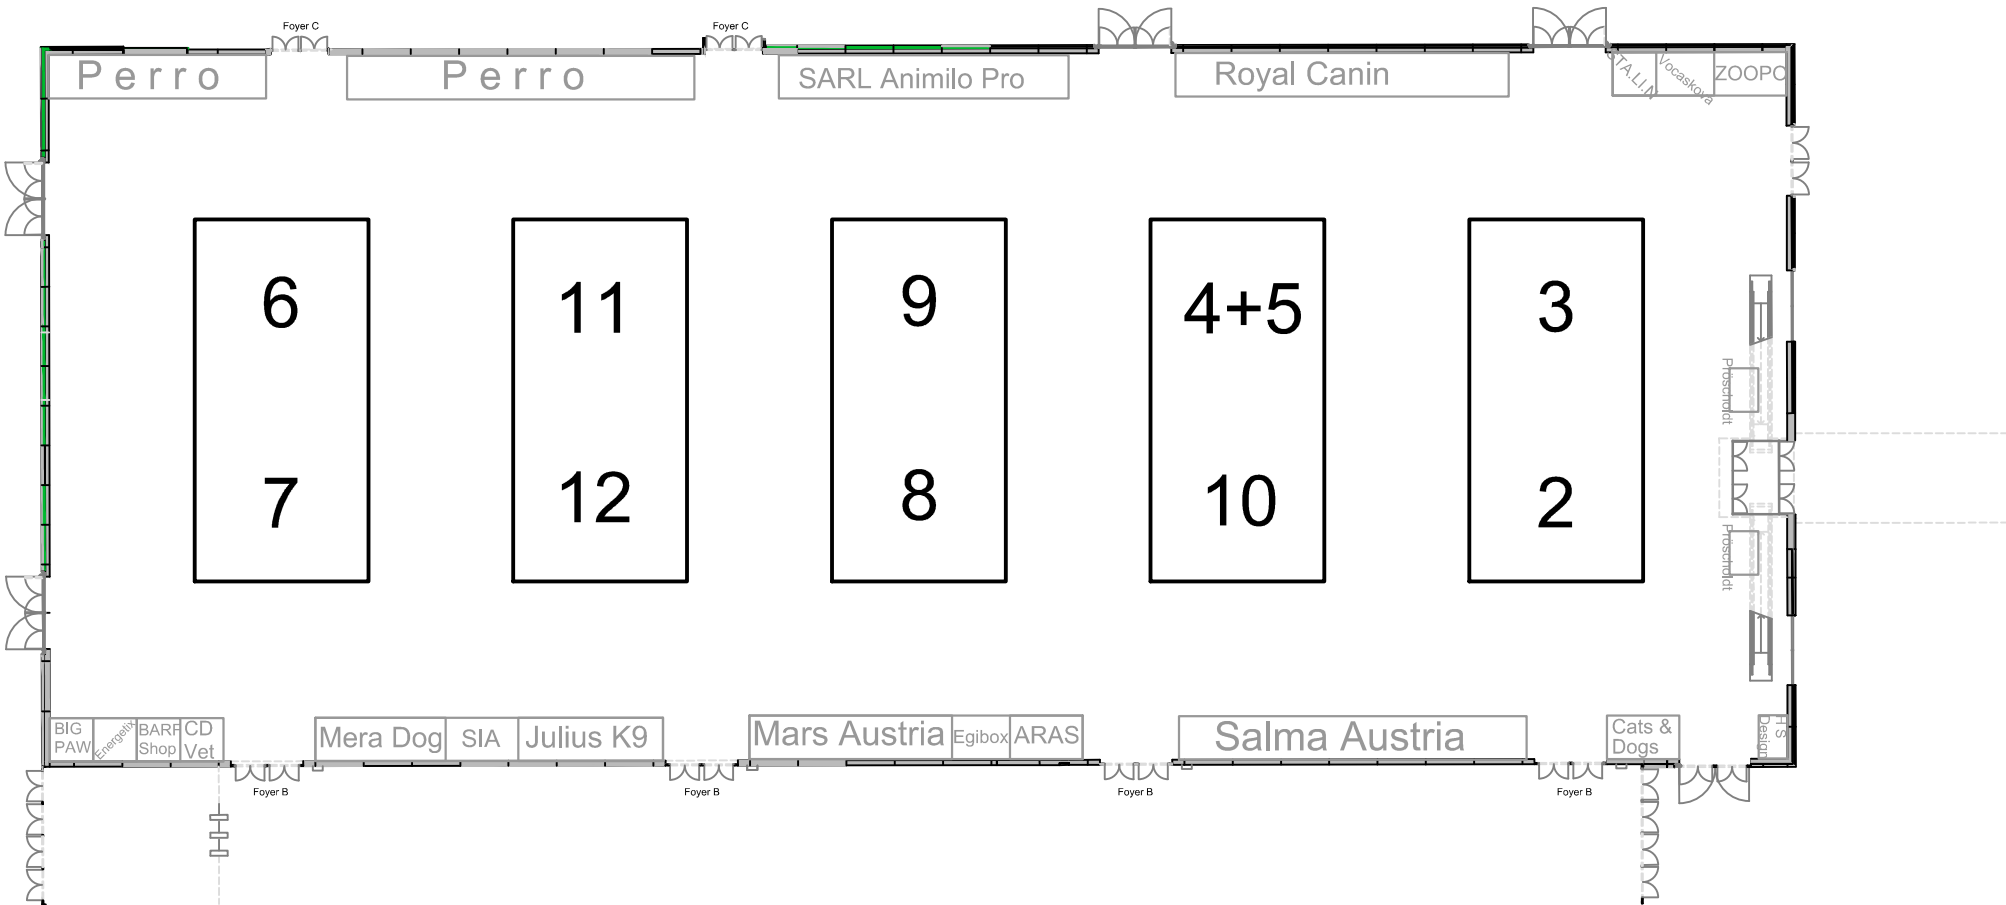 Foyer C
Foyer C
Perro
Perro
SARL Animilo Pro
Royal Canin
STA.LI.N
Vocaskova
ZOOPO
6
11
9
4+5
3
Pröscholdt
7
12
8
10
2
Pröscholdt
BIG
PAW
Energetix
BARF
Shop
CD
Vet
Mera Dog
SIA
Julius K9
Mars Austria
Egibox
ARAS
Salma Austria
Cats &
Dogs
H S
Design
Foyer B
Foyer B
Foyer B
Foyer B